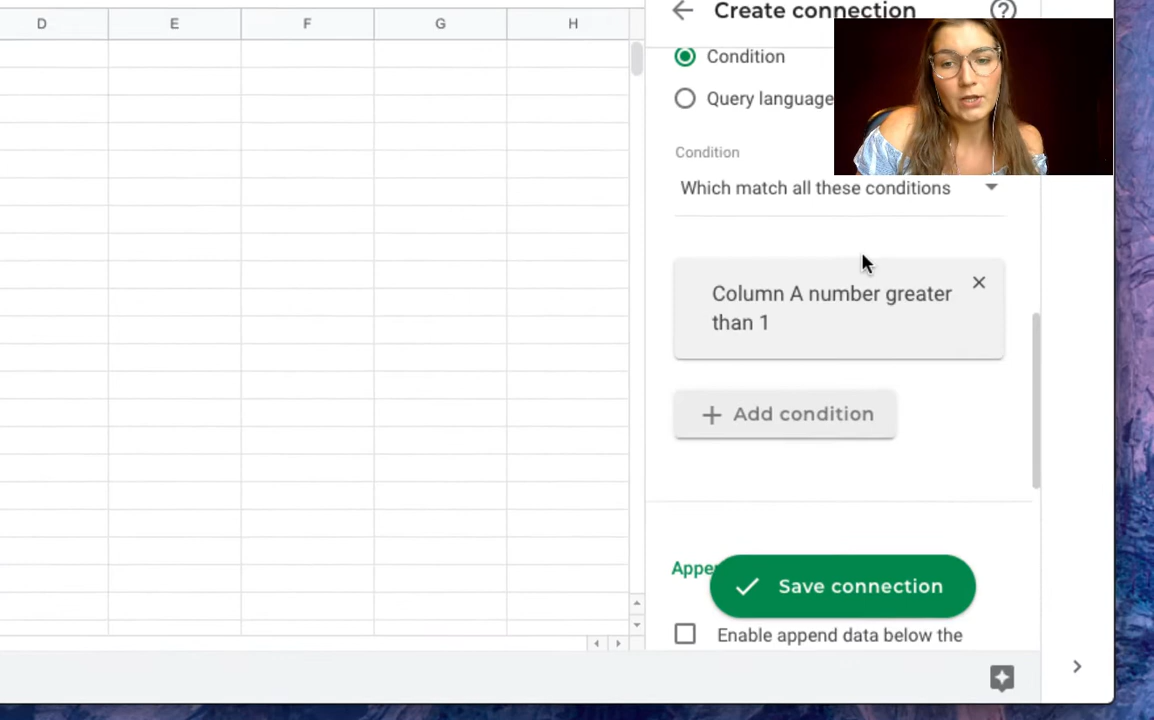 D E F G H
Create connection
Condition
Query language
Condition
Which match all these conditions
Column A number greater
than 1
+ Add condition
Appe
Save connection
Enable append data below the